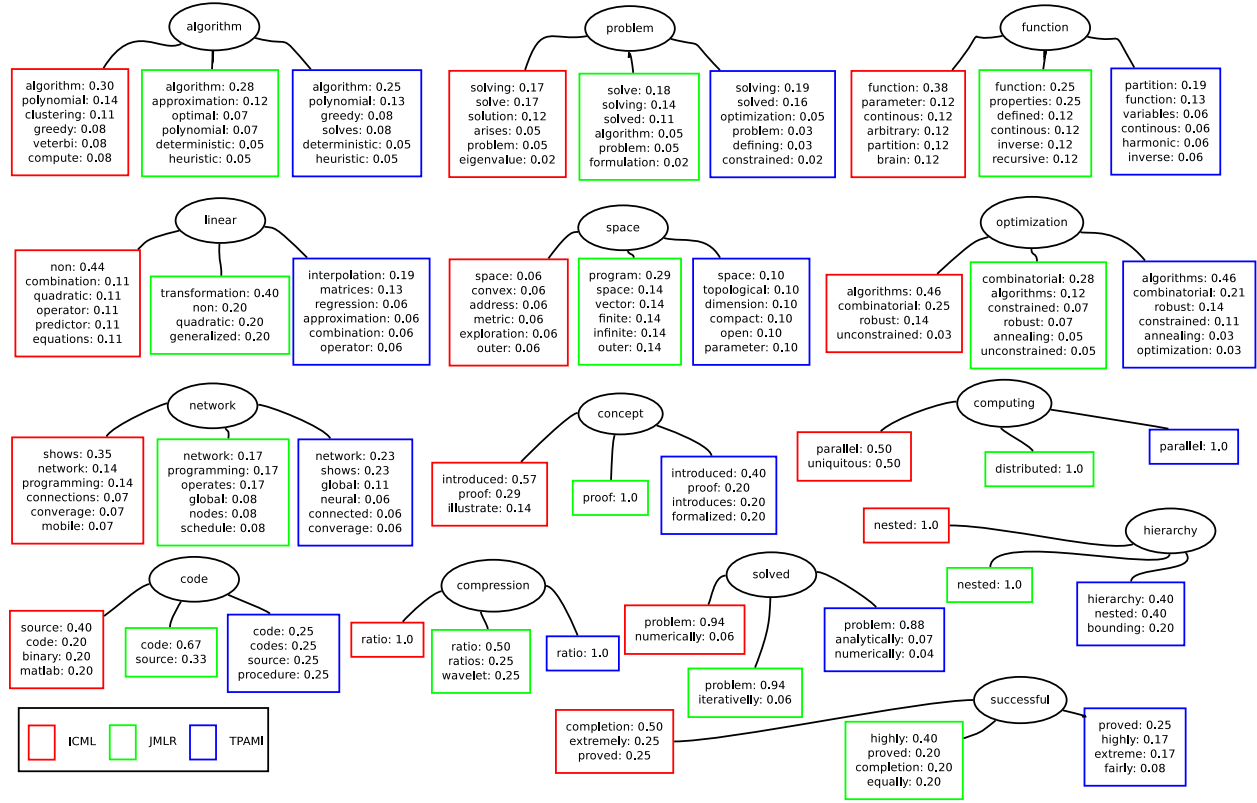 algorithm
algorithm: 0.30
polynomial: 0.14
clustering: 0.11
greedy: 0.08
veterbi: 0.08
compute: 0.08
algorithm: 0.28
approximation: 0.12
optimal: 0.07
polynomial: 0.07
deterministic: 0.05
heuristic: 0.05
algorithm: 0.25
polynomial: 0.13
greedy: 0.08
solves: 0.08
deterministic: 0.05
heuristic: 0.05
problem
solving: 0.17
solve: 0.17
solution: 0.12
arises: 0.05
problem: 0.05
eigenvalue: 0.02
solve: 0.18
solving: 0.14
solved: 0.11
algorithm: 0.05
problem: 0.05
formulation: 0.02
solving: 0.19
solved: 0.16
optimization: 0.05
problem: 0.03
defining: 0.03
constrained: 0.02
function
function: 0.38
parameter: 0.12
continous: 0.12
arbitrary: 0.12
partition: 0.12
brain: 0.12
function: 0.25
properties: 0.25
defined: 0.12
continous: 0.12
inverse: 0.12
recursive: 0.12
partition: 0.19
function: 0.13
variables: 0.06
continous: 0.06
harmonic: 0.06
inverse: 0.06
linear
non: 0.44
combination: 0.11
quadratic: 0.11
operator: 0.11
predictor: 0.11
equations: 0.11
transformation: 0.40
non: 0.20
quadratic: 0.20
generalized: 0.20
interpolation: 0.19
matrices: 0.13
regression: 0.06
approximation: 0.06
combination: 0.06
operator: 0.06
space
space: 0.06
convex: 0.06
address: 0.06
metric: 0.06
exploration: 0.06
outer: 0.06
program: 0.29
space: 0.14
vector: 0.14
finite: 0.14
infinite: 0.14
outer: 0.14
space: 0.10
topological: 0.10
dimension: 0.10
compact: 0.10
open: 0.10
parameter: 0.10
optimization
algorithms: 0.46
combinatorial: 0.25
robust: 0.14
unconstrained: 0.03
combinatorial: 0.28
algorithms: 0.12
constrained: 0.07
robust: 0.07
annealing: 0.05
unconstrained: 0.05
algorithms: 0.46
combinatorial: 0.21
robust: 0.14
constrained: 0.11
annealing: 0.03
optimization: 0.03
network
shows: 0.35
network: 0.14
programming: 0.14
connections: 0.07
converage: 0.07
mobile: 0.07
network: 0.17
programming: 0.17
operates: 0.17
global: 0.08
nodes: 0.08
schedule: 0.08
network: 0.23
shows: 0.23
global: 0.11
neural: 0.06
connected: 0.06
converage: 0.06
concept
introduced: 0.57
proof: 0.29
illustrate: 0.14
proof: 1.0
introduced: 0.40
proof: 0.20
introduces: 0.20
formalized: 0.20
computing
parallel: 0.50
uniquitous: 0.50
distributed: 1.0
parallel: 1.0
hierarchy
nested: 1.0
nested: 1.0
hierarchy: 0.40
nested: 0.40
bounding: 0.20
code
source: 0.40
code: 0.20
binary: 0.20
matlab: 0.20
code: 0.67
source: 0.33
code: 0.25
codes: 0.25
source: 0.25
procedure: 0.25
compression
ratio: 1.0
ratio: 0.50
ratios: 0.25
wavelet: 0.25
ratio: 1.0
solved
problem: 0.94
numerically: 0.06
problem: 0.94
iterativelly: 0.06
problem: 0.88
analytically: 0.07
numerically: 0.04
successful
completion: 0.50
extremely: 0.25
proved: 0.25
highly: 0.40
proved: 0.20
completion: 0.20
equally: 0.20
proved: 0.25
highly: 0.17
extreme: 0.17
fairly: 0.08
ICML
JMLR
TPAMI